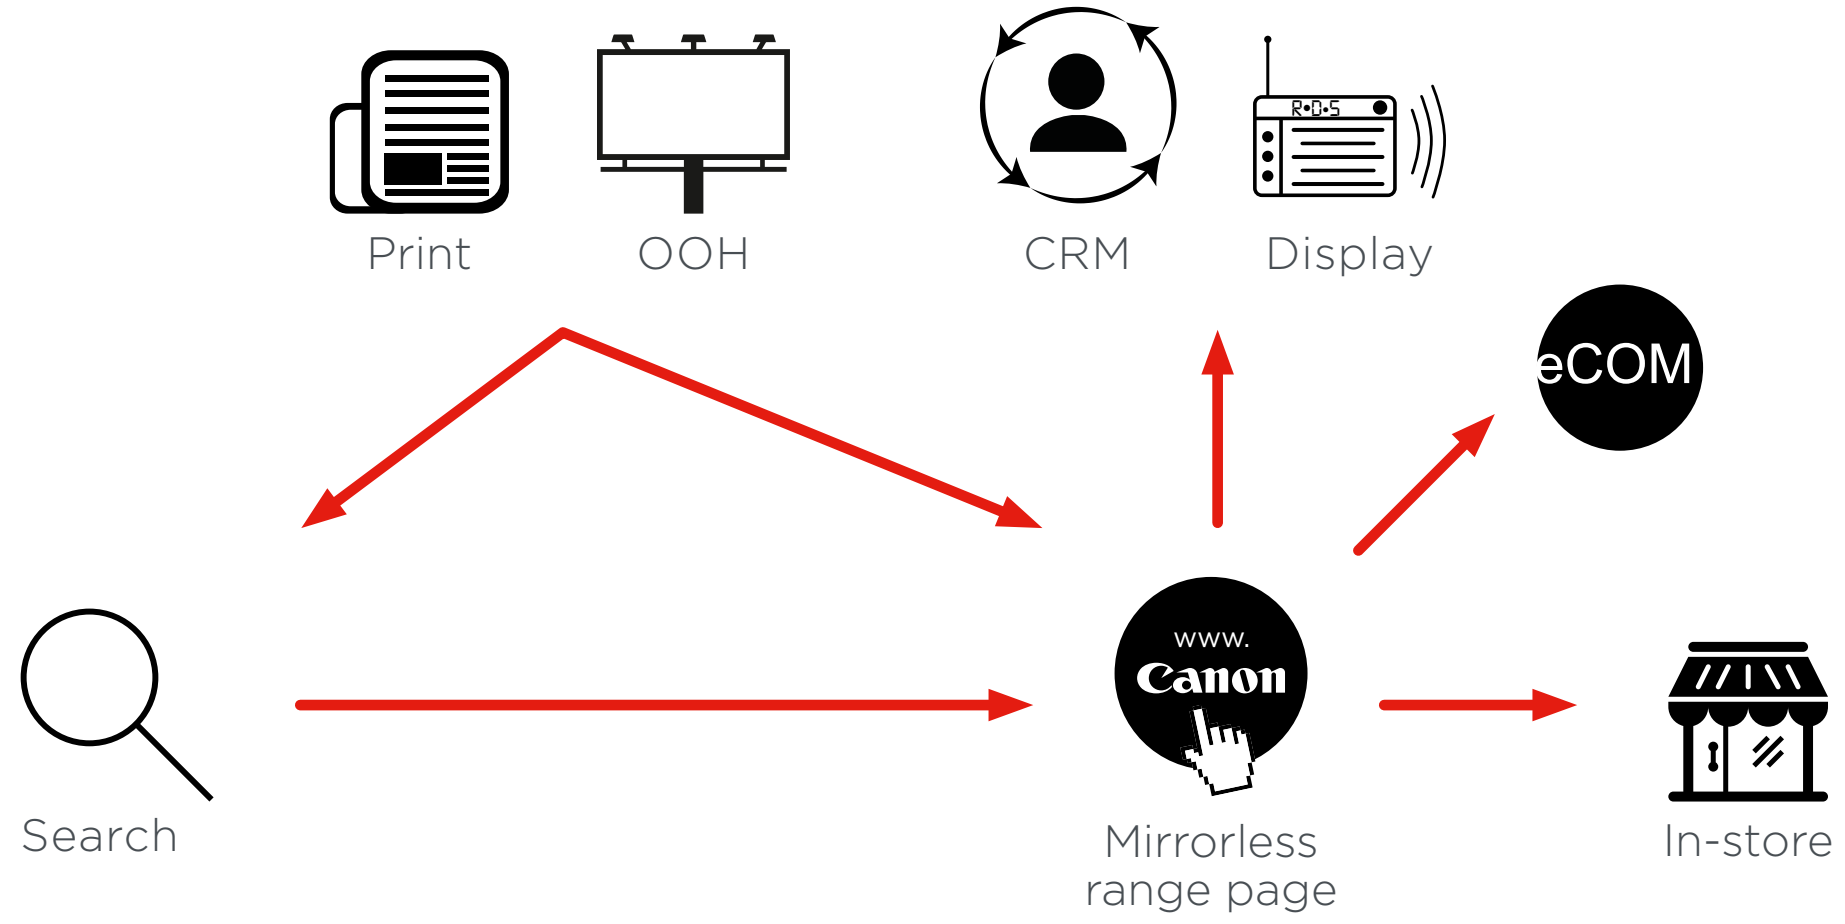 R•D•S
Print
OOH
CRM
Display
eCOM
www.
Canon
Search
Mirrorless
range page
In-store